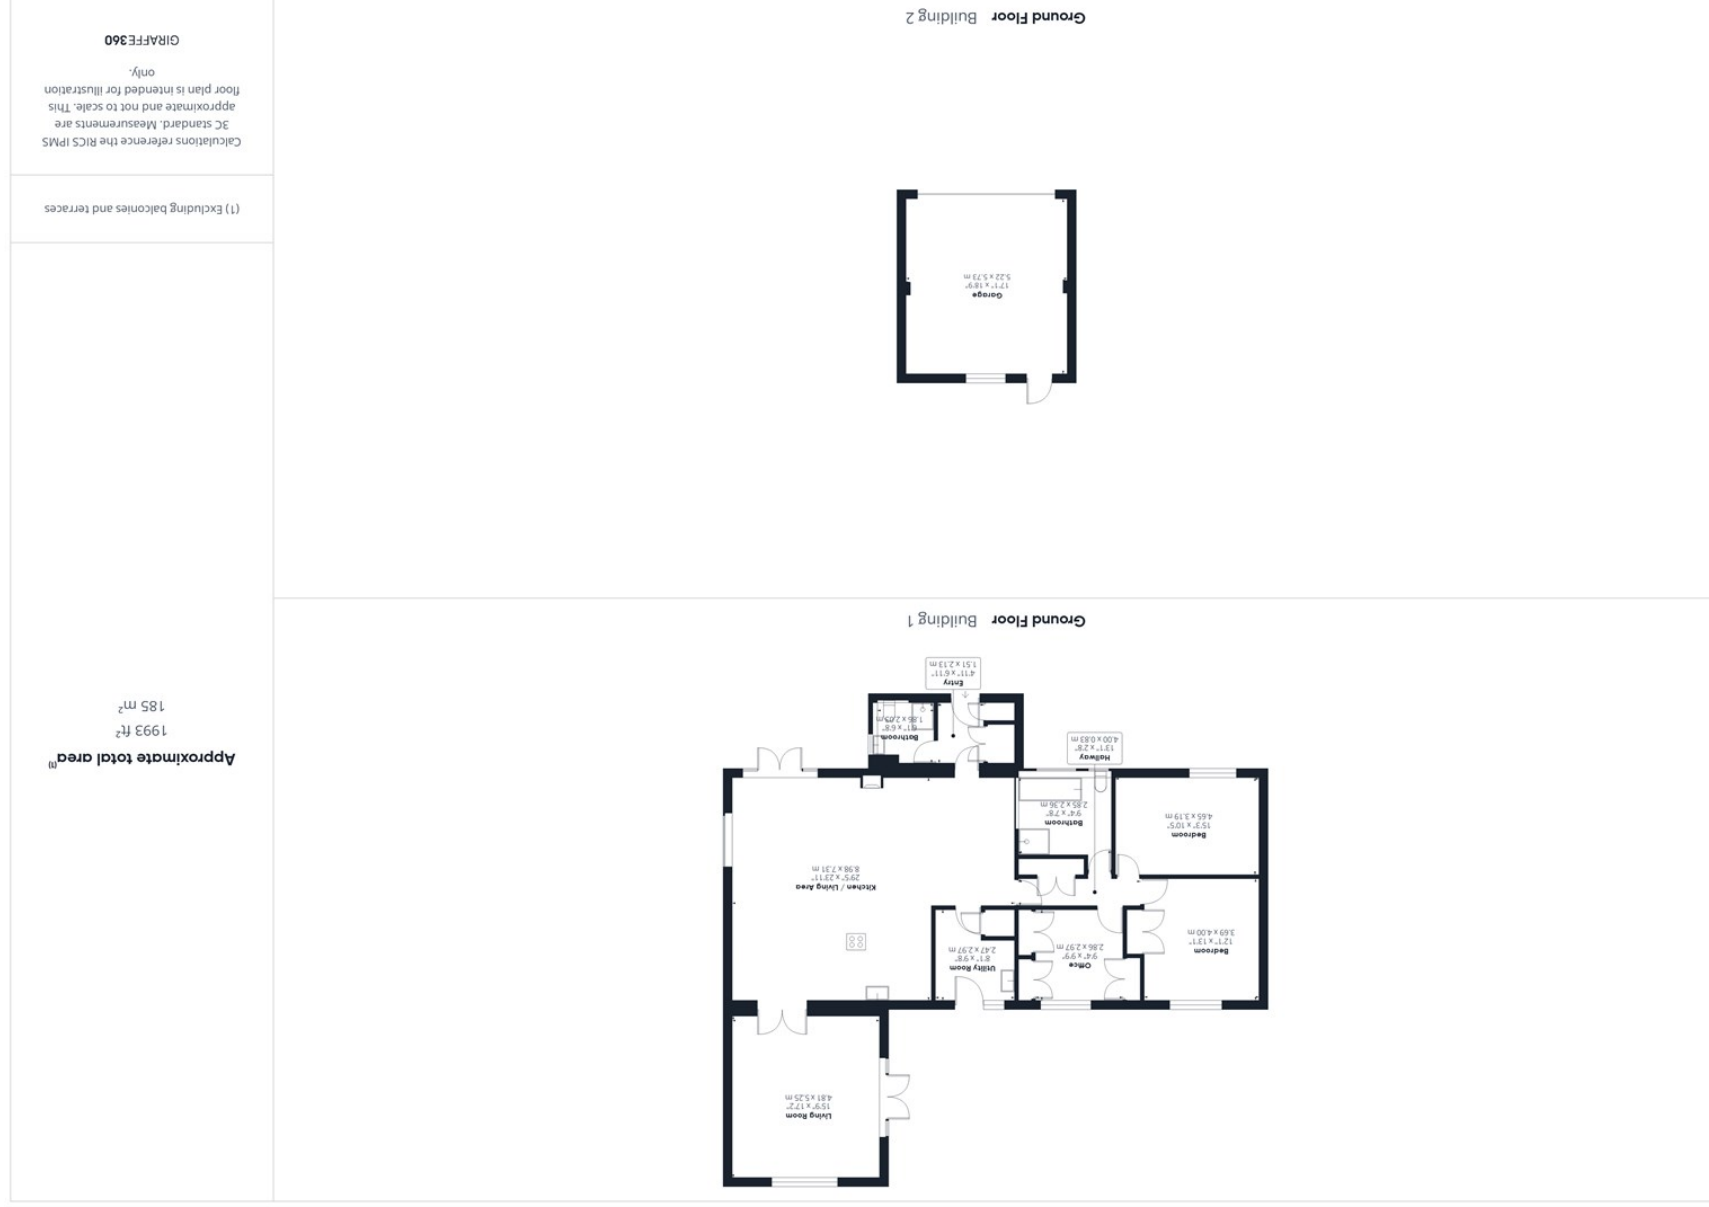 Living Room
15'9" x 17'2"
4.81 x 5.25 m
Bedroom
12'1" x 13'1"
3.69 x 4.00 m
Office
9'4" x 9'9"
2.86 x 2.97 m
Utility Room
8'1" x 9'8"
2.47 x 2.97 m
Kitchen / Living Area
29'5" x 23'11"
8.98 x 7.31 m
Bedroom
15'3" x 10'5"
4.65 x 3.19 m
Bathroom
9'4" x 7'8"
2.85 x 2.36 m
Hallway
13'1" x 2'8"
4.00 x 0.83 m
Bathroom
6'1" x 6'8"
1.86 x 2.03 m
Entry
4'11" x 6'11"
1.51 x 2.13 m
Ground Floor Building 1
Garage
17'1" x 18'9"
5.22 x 5.73 m
Ground Floor Building 2
Approximate total area(1)
1993 ft²
185 m²
(1) Excluding balconies and terraces
Calculations reference the RICS IPMS
3C standard. Measurements are
approximate and not to scale. This
floor plan is intended for illustration
only.
GIRAFFE360